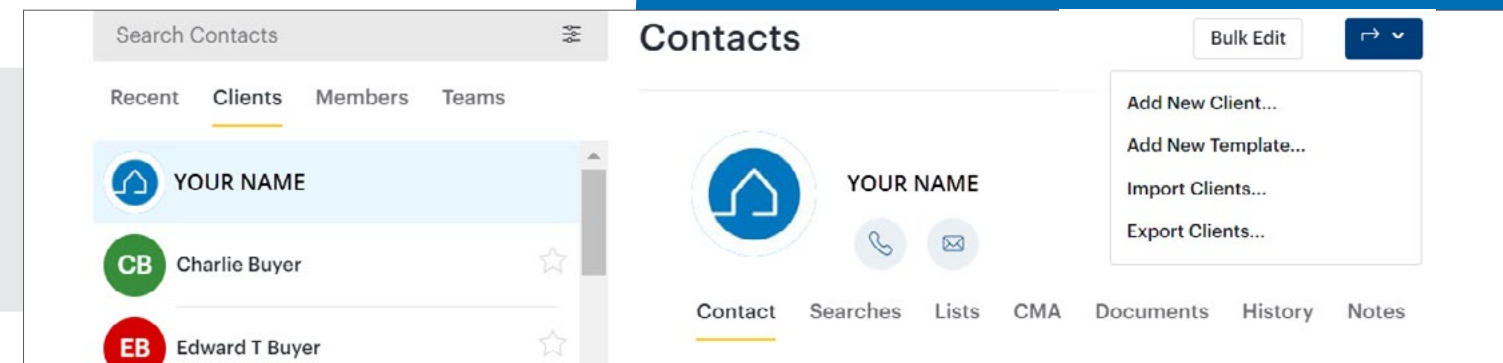 Search Contacts
Recent Clients Members Teams
YOUR NAME
CB Charlie Buyer
EB Edward T Buyer
Contacts
Bulk Edit
Add New Client...
Add New Template...
Import Clients...
Export Clients...
YOUR NAME
Contact Searches Lists CMA Documents History Notes